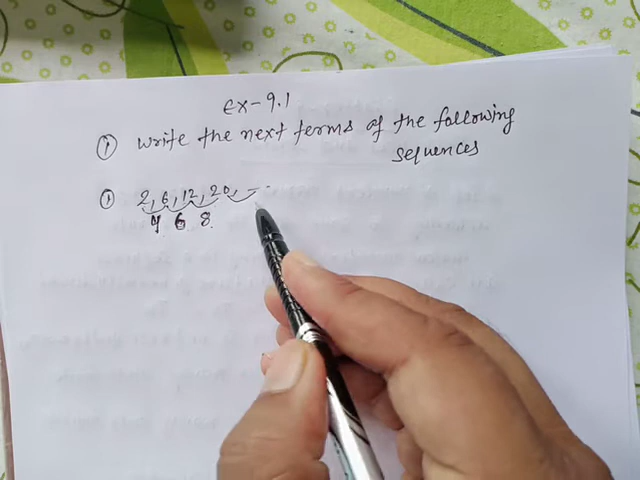 Ex-9.1
① Write the next terms of the following
sequences
① 2, 6, 12, 20, --
4 6 8